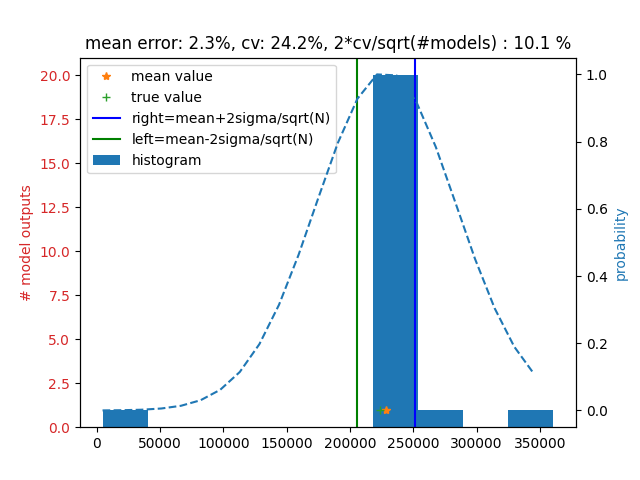 mean error: 2.3%, cv: 24.2%, 2*cv/sqrt(#models) : 10.1 %
mean value
true value
right=mean+2sigma/sqrt(N)
left=mean-2sigma/sqrt(N)
histogram
# model outputs
20.0
17.5
15.0
12.5
10.0
7.5
5.0
2.5
0.0
1.0
0.8
0.6
0.4
0.2
0.0
probability
0 50000 100000 150000 200000 250000 300000 350000